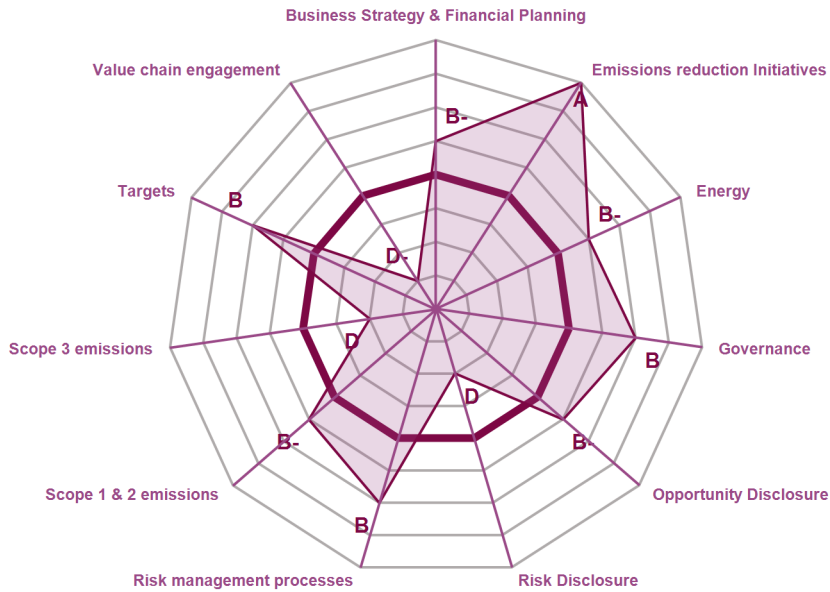 Business Strategy & Financial Planning
Value chain engagement
Emissions reduction Initiatives
A
B-
Targets
B
Energy
B-
D-
Scope 3 emissions
D
Governance
B
D
B-
B-
Scope 1 & 2 emissions
Opportunity Disclosure
B
Risk management processes
Risk Disclosure